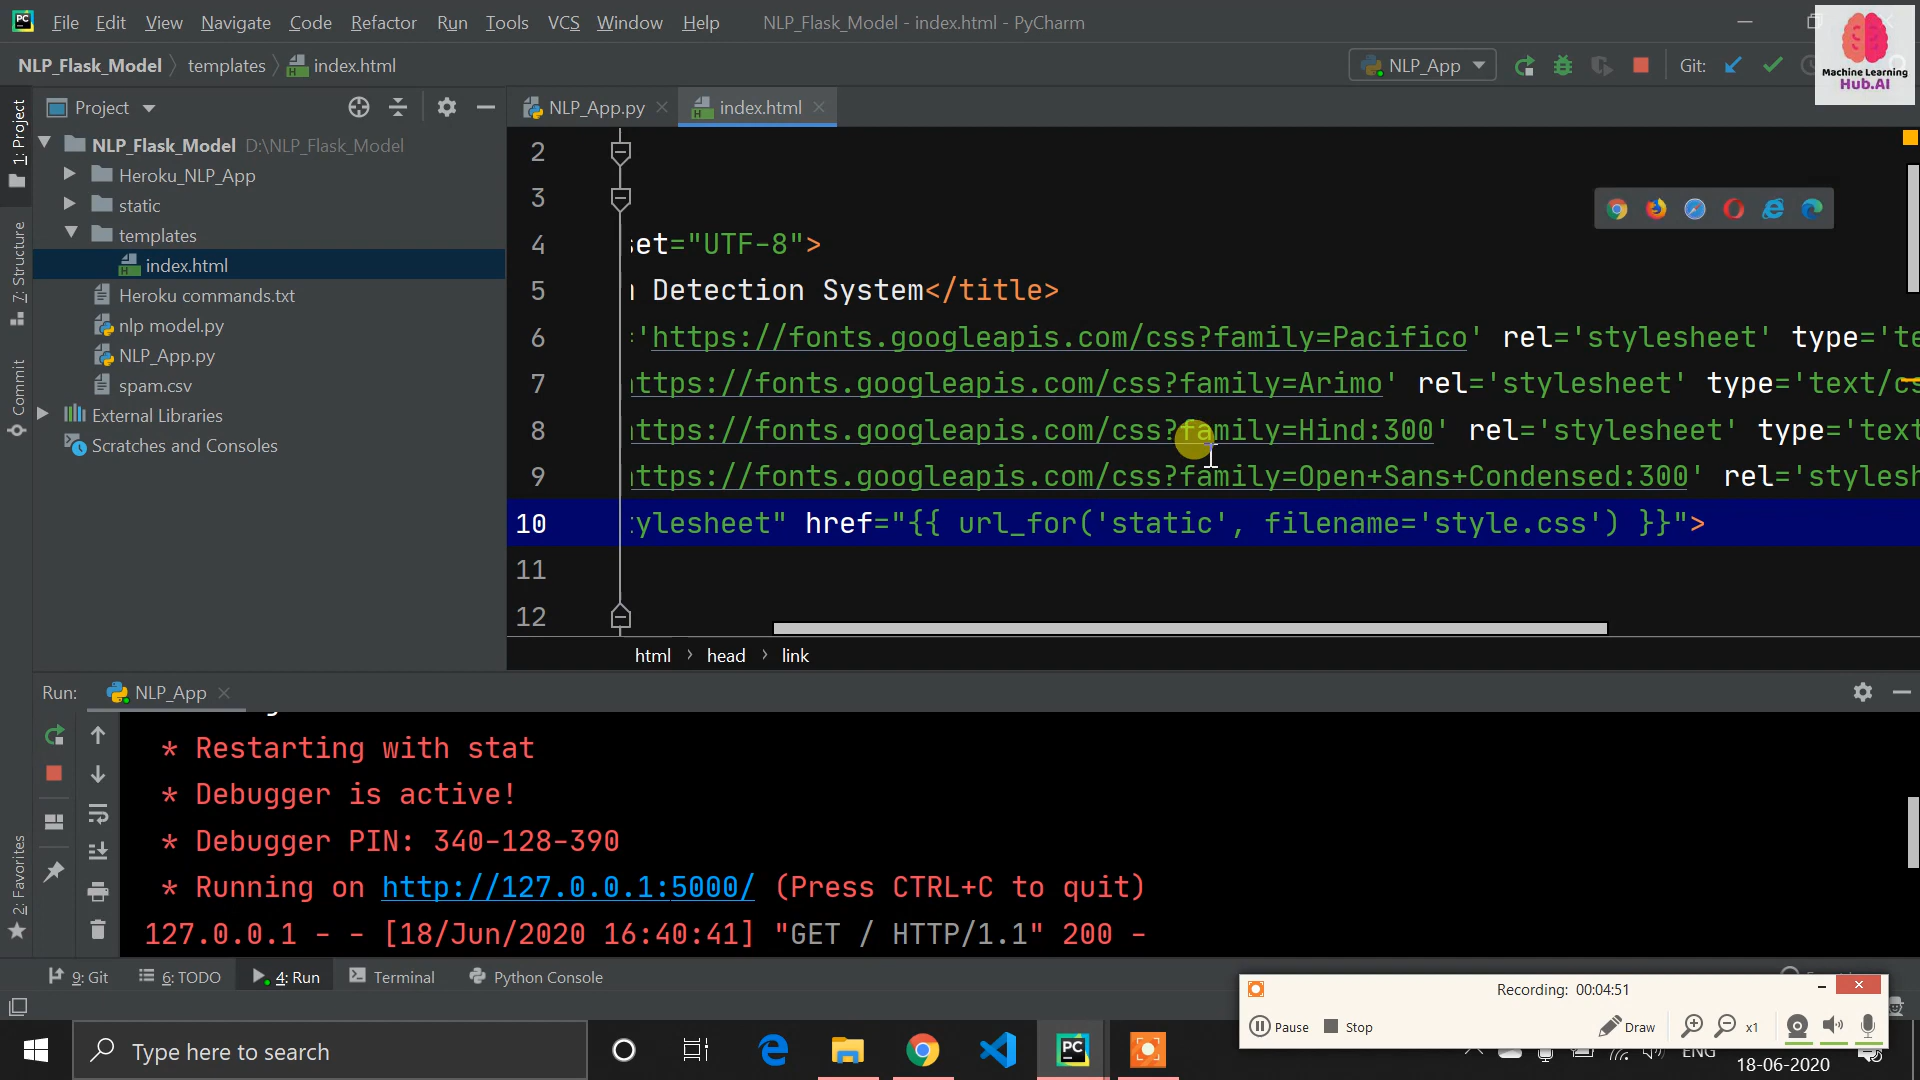 File Edit View Navigate Code Refactor Run Tools VCS Window Help NLP_Flask_Model - index.html - PyCharm
NLP_Flask_Model templates index.html NLP_App Git:
Machine Learning
Hub.AI
1: Project
7: Structure
Commit
2: Favorites
Project
NLP_Flask_Model D:\NLP_Flask_Model
Heroku_NLP_App
static
templates
index.html
Heroku commands.txt
nlp model.py
NLP_App.py
spam.csv
External Libraries
Scratches and Consoles
NLP_App.py index.html
2
3
4 set="UTF-8">
5 Detection System</title>
6 'https://fonts.googleapis.com/css?family=Pacifico' rel='stylesheet' type='te
7 ttps://fonts.googleapis.com/css?family=Arimo' rel='stylesheet' type='text/cs
8 ttps://fonts.googleapis.com/css?family=Hind:300' rel='stylesheet' type='text
9 ttps://fonts.googleapis.com/css?family=Open+Sans+Condensed:300' rel='stylesh
10 tylesheet" href="{{ url_for('static', filename='style.css') }}">
11
12
html head link
Run: NLP_App
* Restarting with stat
* Debugger is active!
* Debugger PIN: 340-128-390
* Running on http://127.0.0.1:5000/ (Press CTRL+C to quit)
127.0.0.1 - - [18/Jun/2020 16:40:41] "GET / HTTP/1.1" 200 -
9: Git 6: TODO 4: Run Terminal Python Console
Recording: 00:04:51
Pause Stop Draw x1
Type here to search
ENG
18-06-2020